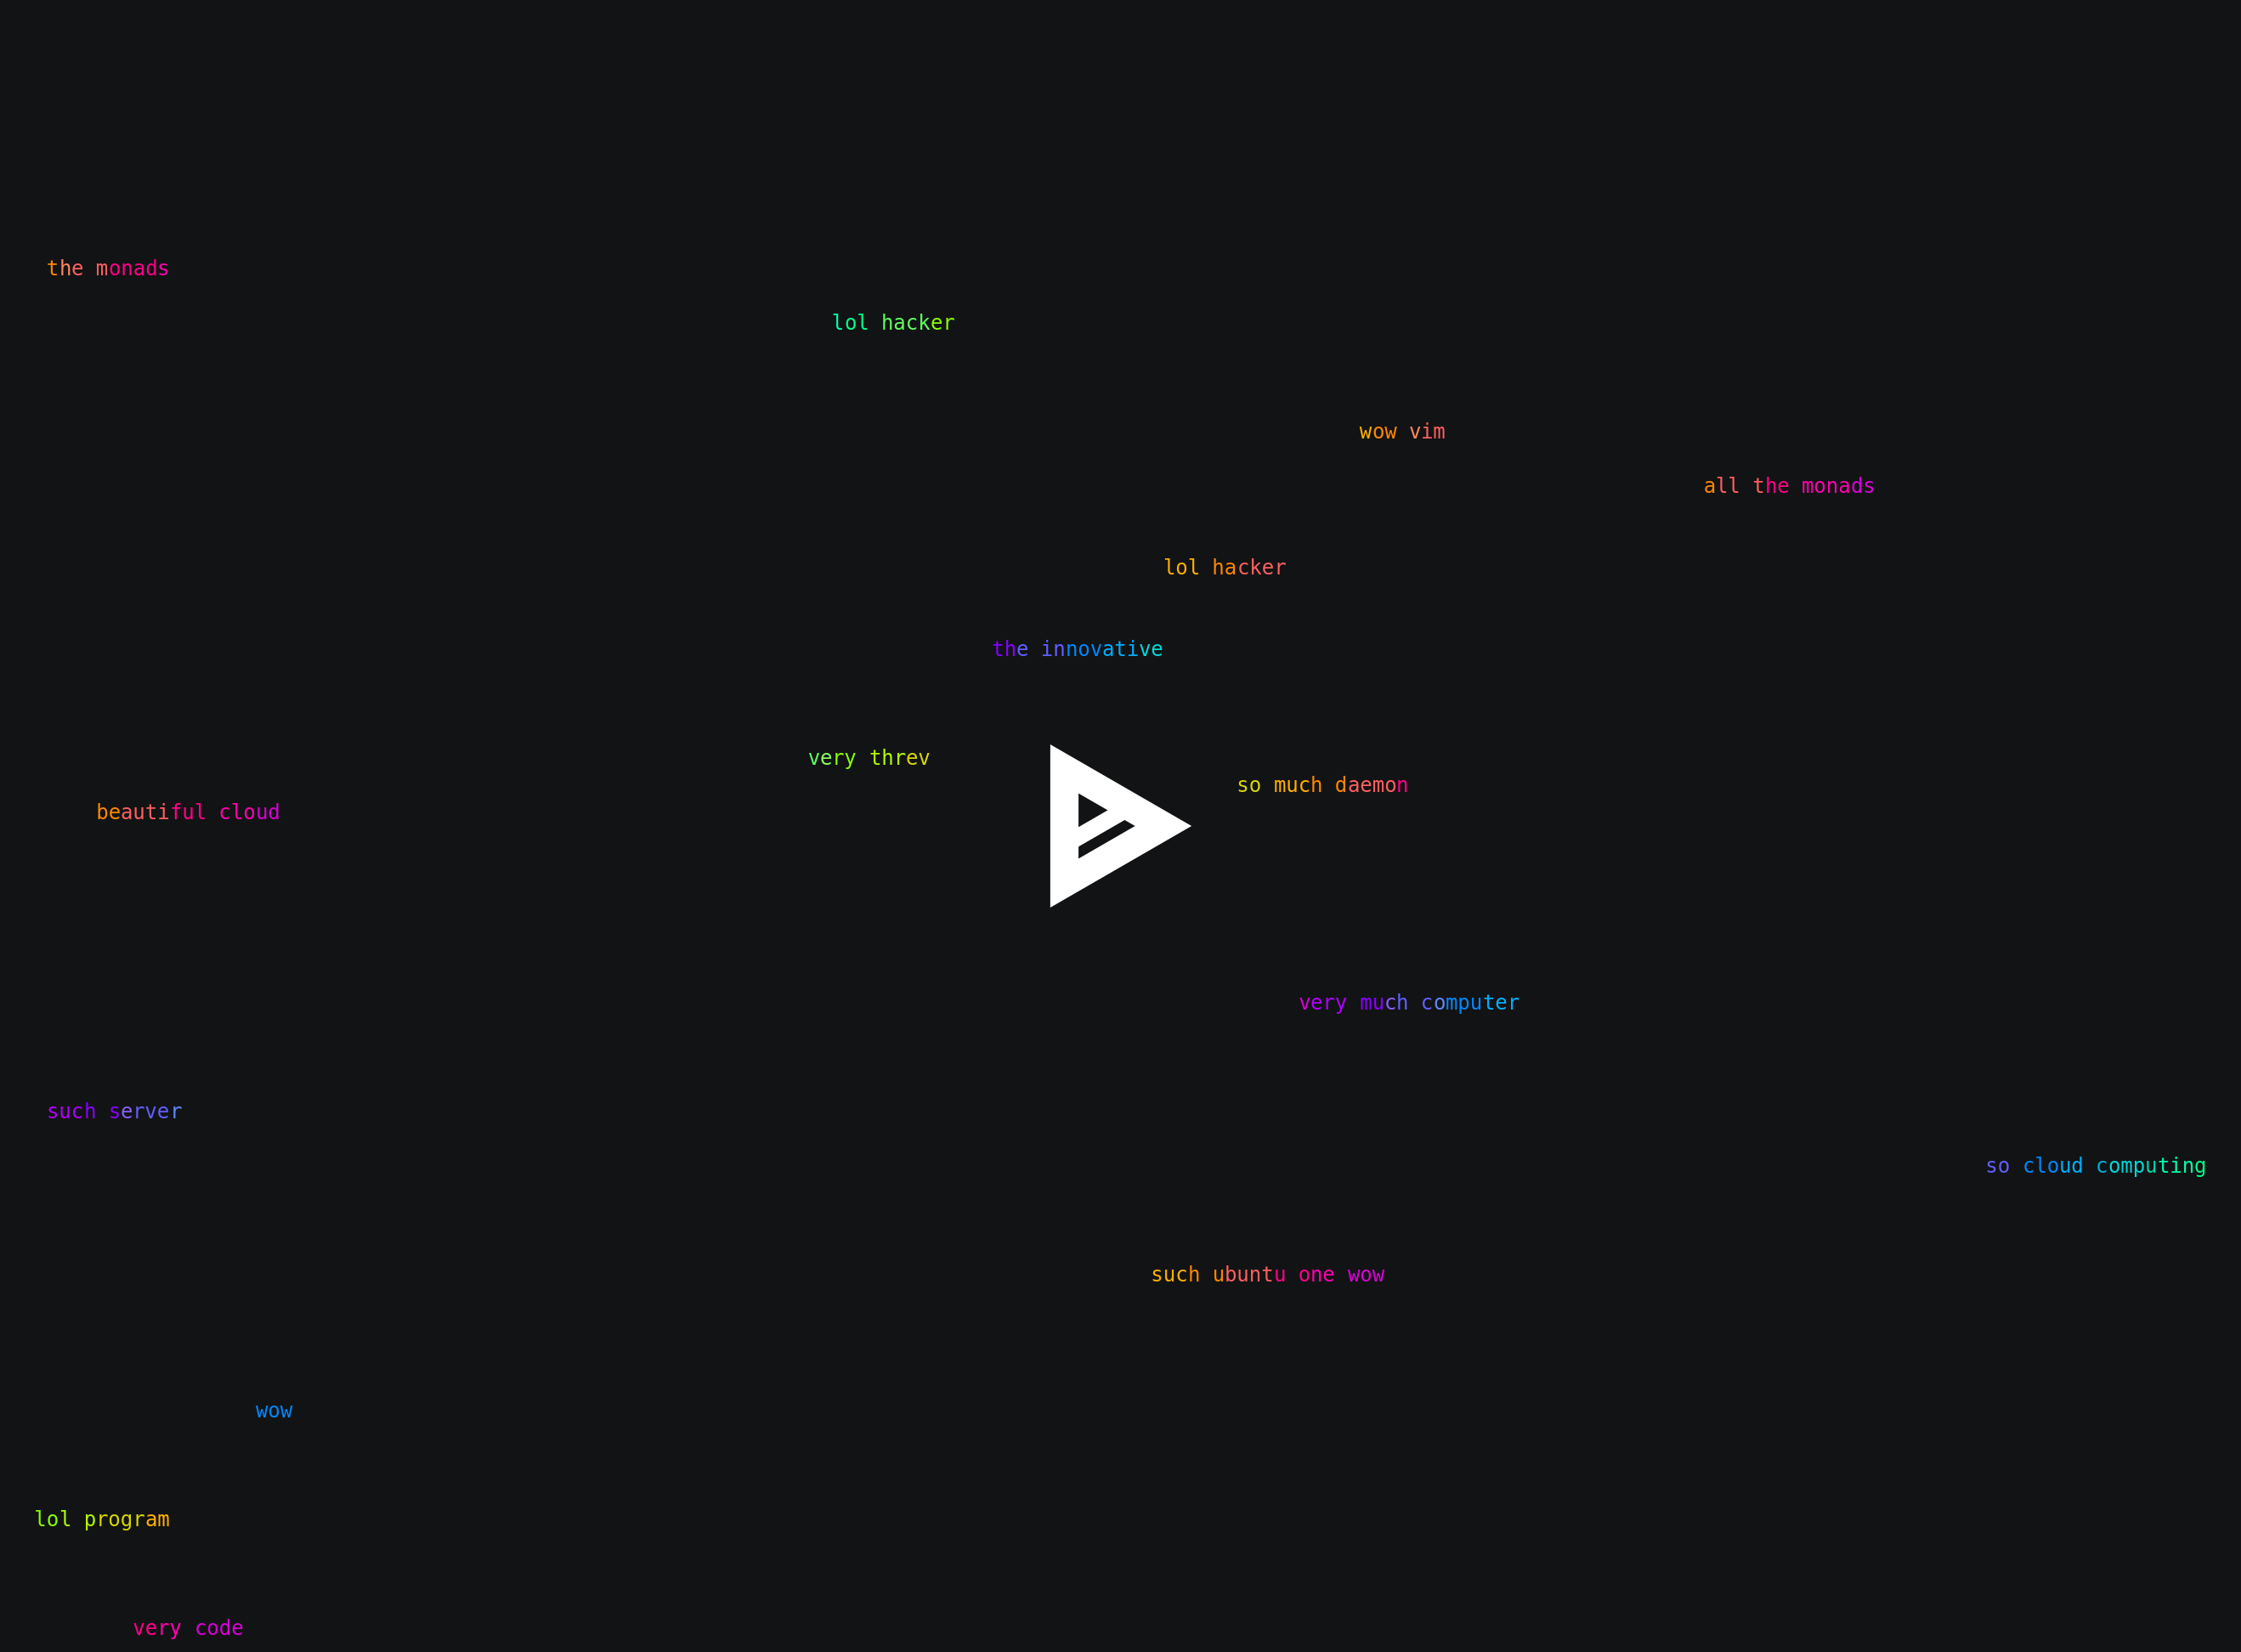 the monads
lol hacker
wow vim
all the monads
lol hacker
the innovative
very threv
so much daemon
beautiful cloud
very much computer
such server
so cloud computing
such ubuntu one wow
wow
lol program
very code